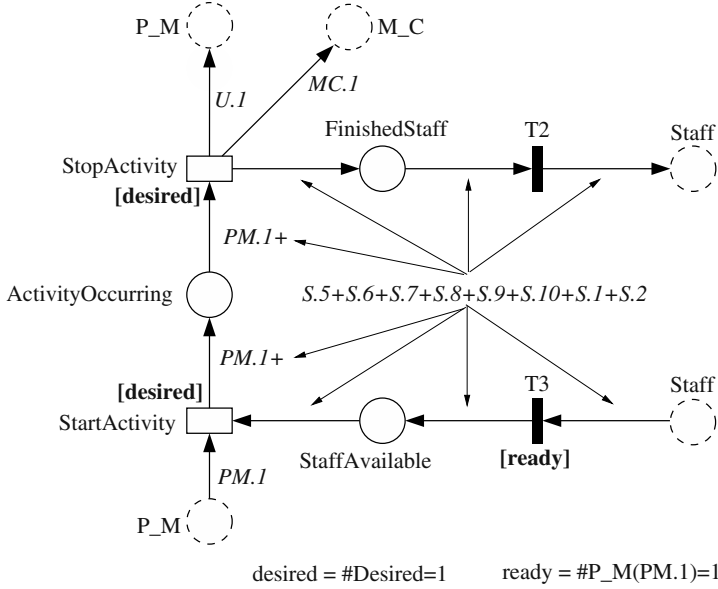 P_M
M_C
U.1
MC.1
FinishedStaff
T2
Staff
StopActivity
[desired]
PM.1+
ActivityOccurring
S.5+S.6+S.7+S.8+S.9+S.10+S.1+S.2
PM.1+
[desired]
T3
Staff
StartActivity
StaffAvailable
[ready]
PM.1
P_M
desired = #Desired=1
ready = #P_M(PM.1)=1